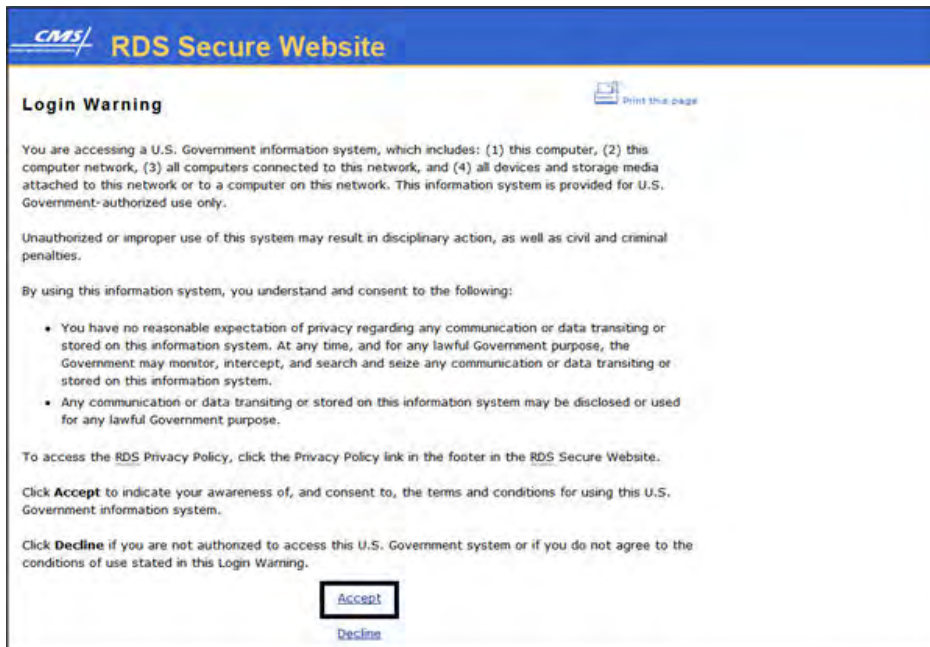 CMS/ RDS Secure Website
Login Warning
Print this page
You are accessing a U.S. Government information system, which includes: (1) this computer, (2) this
computer network, (3) all computers connected to this network, and (4) all devices and storage media
attached to this network or to a computer on this network. This information system is provided for U.S.
Government-authorized use only.
Unauthorized or improper use of this system may result in disciplinary action, as well as civil and criminal
penalties.
By using this information system, you understand and consent to the following:
• You have no reasonable expectation of privacy regarding any communication or data transiting or
stored on this information system. At any time, and for any lawful Government purpose, the
Government may monitor, intercept, and search and seize any communication or data transiting or
stored on this information system.
• Any communication or data transiting or stored on this information system may be disclosed or used
for any lawful Government purpose.
To access the RDS Privacy Policy, click the Privacy Policy link in the footer in the RDS Secure Website.
Click Accept to indicate your awareness of, and consent to, the terms and conditions for using this U.S.
Government information system.
Click Decline if you are not authorized to access this U.S. Government system or if you do not agree to the
conditions of use stated in this Login Warning.
Accept
Decline